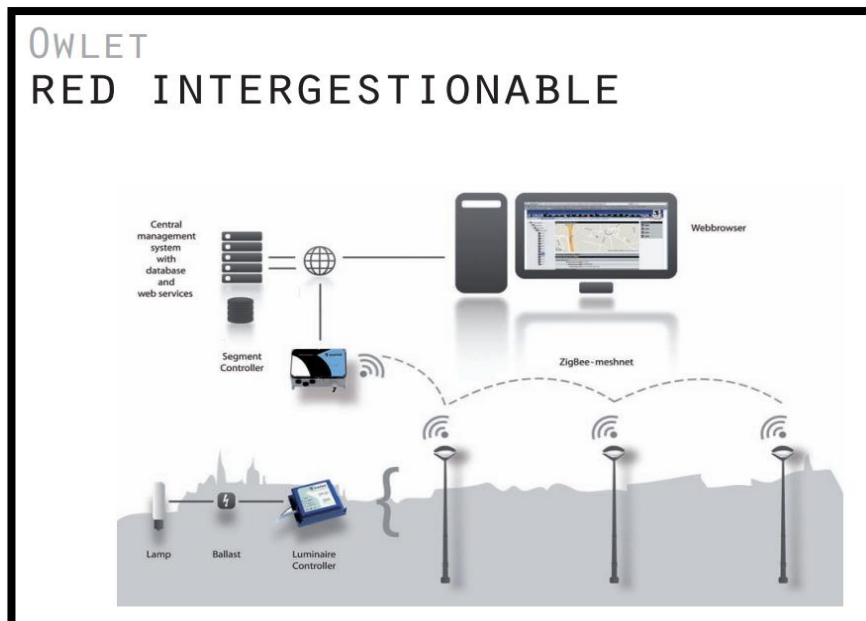 OWLET
RED INTERGESTIONABLE
Central
management
system
with
database
and
web services
Webbrowser
Segment
Controller
ZigBee-meshnet
Lamp
Ballast
Luminaire
Controller